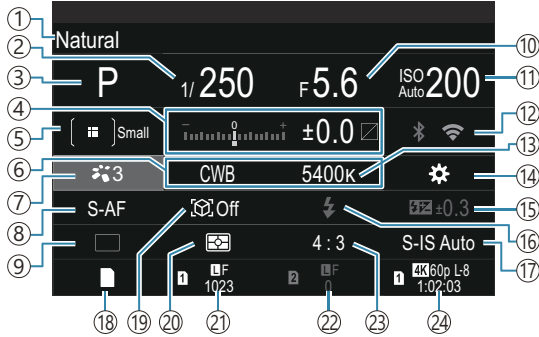 ① Natural
② ③ P 1/250 F5.6 ⑩ ISO Auto 200 ⑪
④ − 0 + ±0.0 ⑫
⑤ [ ] Small
⑥ CWB 5400K ⑬
⑦ 3 ⑭
⑧ S-AF Off ±0.3 ⑮
⑯
⑨ 4:3 S-IS Auto ⑰
1 LF 1023 2 LF 0 1 4K 60p L-8 1:02:03
⑱ ⑲ ⑳ ㉑ ㉒ ㉓ ㉔